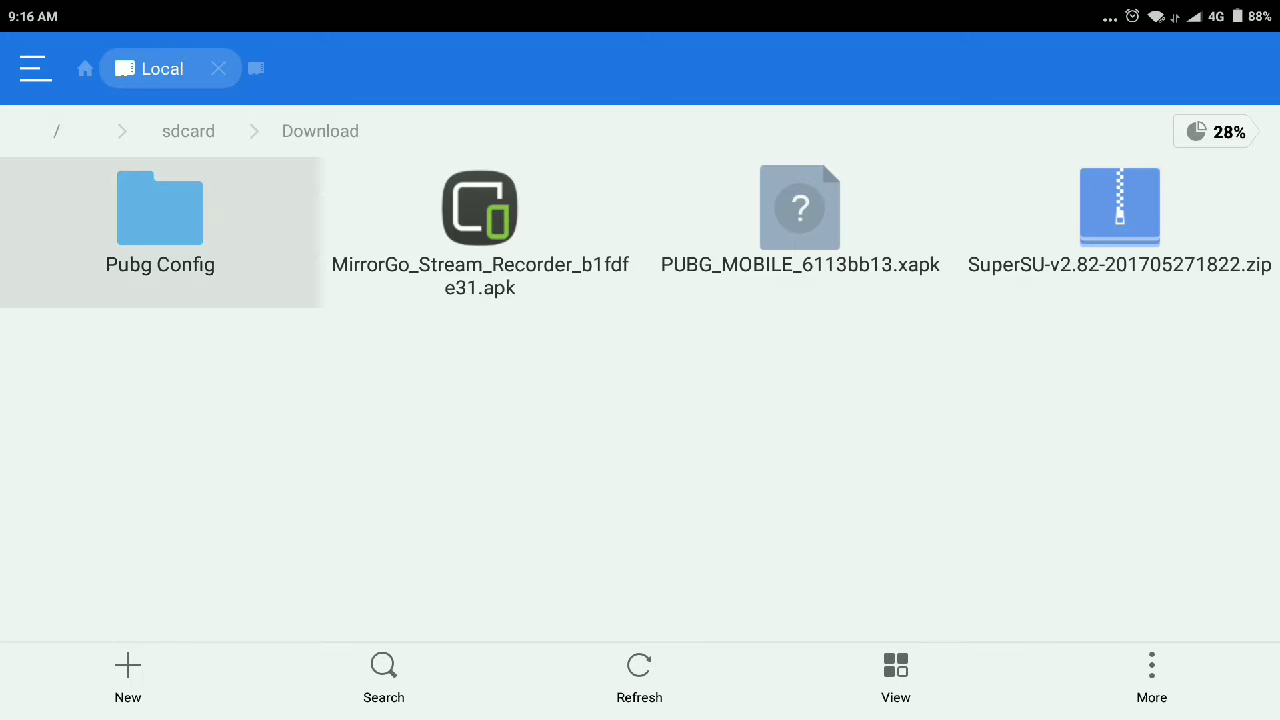 9:16 AM
4G 88%
Local
/ sdcard Download
28%
Pubg Config
MirrorGo_Stream_Recorder_b1fdf
e31.apk
PUBG_MOBILE_6113bb13.xapk
SuperSU-v2.82-201705271822.zip
New
Search
Refresh
View
More